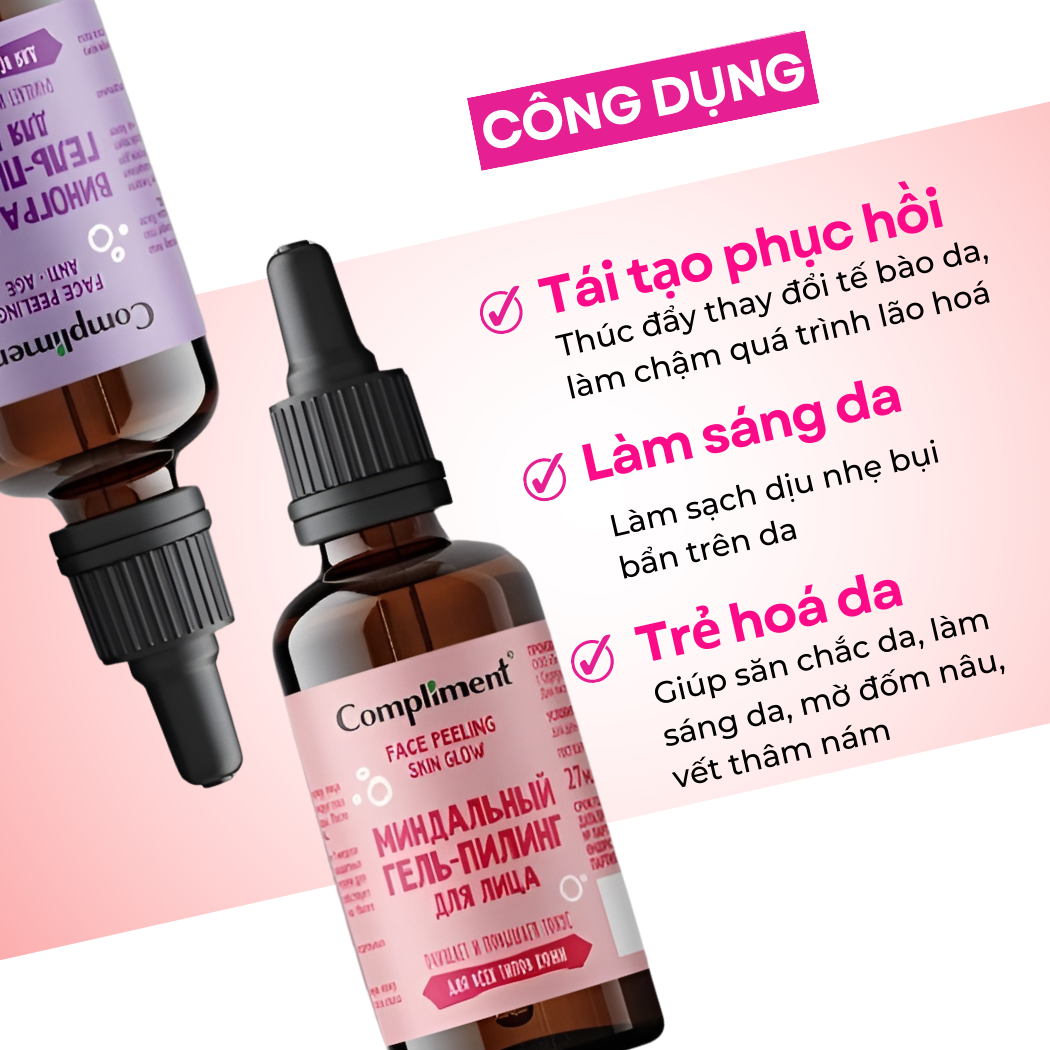 CÔNG DỤNG
Tái tạo phục hồi
Thúc đẩy thay đổi tế bào da,
làm chậm quá trình lão hoá
Làm sáng da
Làm sạch dịu nhẹ bụi
bẩn trên da
Trẻ hoá da
Giúp săn chắc da, làm
sáng da, mờ đốm nâu,
vết thâm nám
Compliment
FACE PEELING
ANTI · AGE
ГЕЛЬ-
Compliment
FACE PEELING
SKIN GLOW
МИНДАЛЬНЫЙ
ГЕЛЬ-ПИЛИНГ
ДЛЯ ЛИЦА
ДЛЯ ВСЕХ ТИПОВ КОЖИ